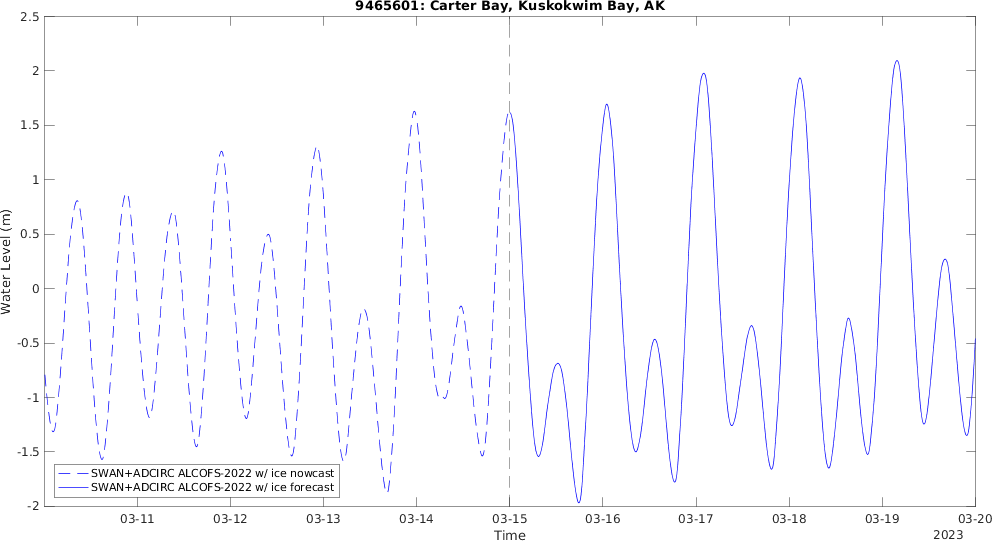 9465601: Carter Bay, Kuskokwim Bay, AK
2.5
2
1.5
1
0.5
0
-0.5
-1
-1.5
-2
Water Level (m)
SWAN+ADCIRC ALCOFS-2022 w/ ice nowcast
SWAN+ADCIRC ALCOFS-2022 w/ ice forecast
03-11 03-12 03-13 03-14 03-15 03-16 03-17 03-18 03-19 03-20
Time
2023